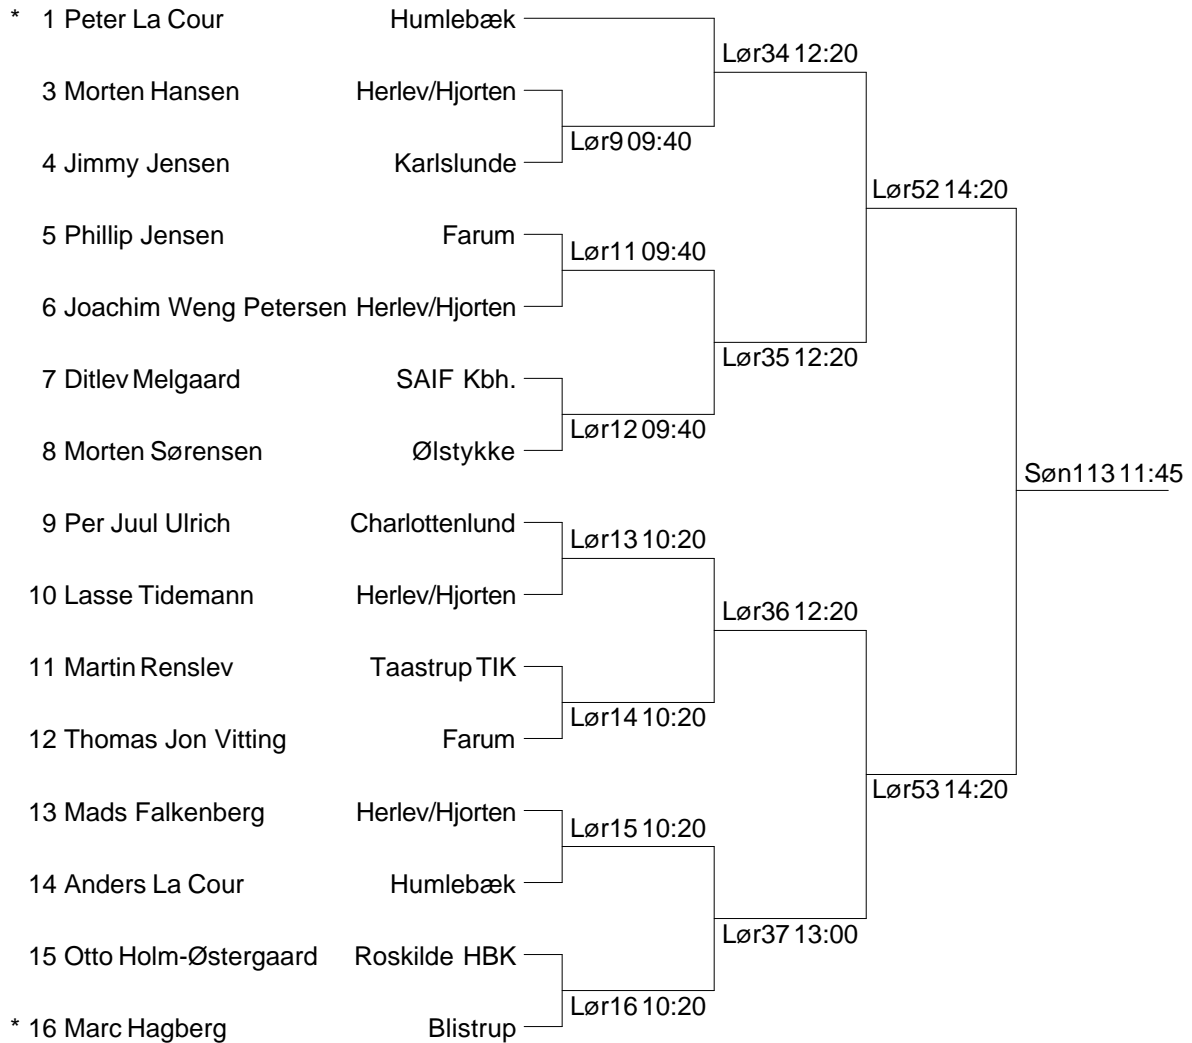 * 1 Peter La Cour Humlebæk
Lør34 12:20
3 Morten Hansen Herlev/Hjorten
Lør9 09:40
4 Jimmy Jensen Karlslunde
Lør52 14:20
5 Phillip Jensen Farum
Lør11 09:40
6 Joachim Weng Petersen Herlev/Hjorten
Lør35 12:20
7 Ditlev Melgaard SAIF Kbh.
Lør12 09:40
8 Morten Sørensen Ølstykke
Søn113 11:45
9 Per Juul Ulrich Charlottenlund
Lør13 10:20
10 Lasse Tidemann Herlev/Hjorten
Lør36 12:20
11 Martin Renslev Taastrup TIK
Lør14 10:20
12 Thomas Jon Vitting Farum
Lør53 14:20
13 Mads Falkenberg Herlev/Hjorten
Lør15 10:20
14 Anders La Cour Humlebæk
Lør37 13:00
15 Otto Holm-Østergaard Roskilde HBK
Lør16 10:20
* 16 Marc Hagberg Blistrup